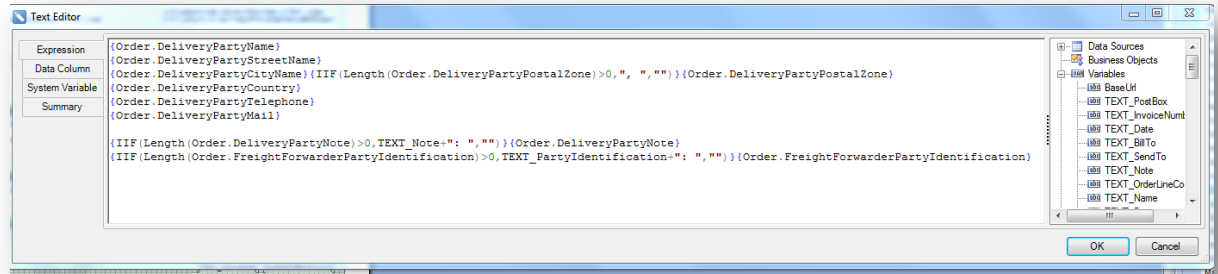 Text Editor
Expression
Data Column
System Variable
Summary
{Order.DeliveryPartyName}
{Order.DeliveryPartyStreetName}
{Order.DeliveryPartyCityName}{IIF(Length(Order.DeliveryPartyPostalZone)>0,", ","")}{Order.DeliveryPartyPostalZone}
{Order.DeliveryPartyCountry}
{Order.DeliveryPartyTelephone}
{Order.DeliveryPartyMail}
{IIF(Length(Order.DeliveryPartyNote)>0,TEXT_Note+": ","")}{Order.DeliveryPartyNote}
{IIF(Length(Order.FreightForwarderPartyIdentification)>0,TEXT_PartyIdentification+": ","")}{Order.FreightForwarderPartyIdentification}
Data Sources
Business Objects
Variables
BaseUrl
TEXT_PostBox
TEXT_InvoiceNumb
TEXT_Date
TEXT_BillTo
TEXT_SendTo
TEXT_Note
TEXT_OrderLineCo
TEXT_Name
OK
Cancel